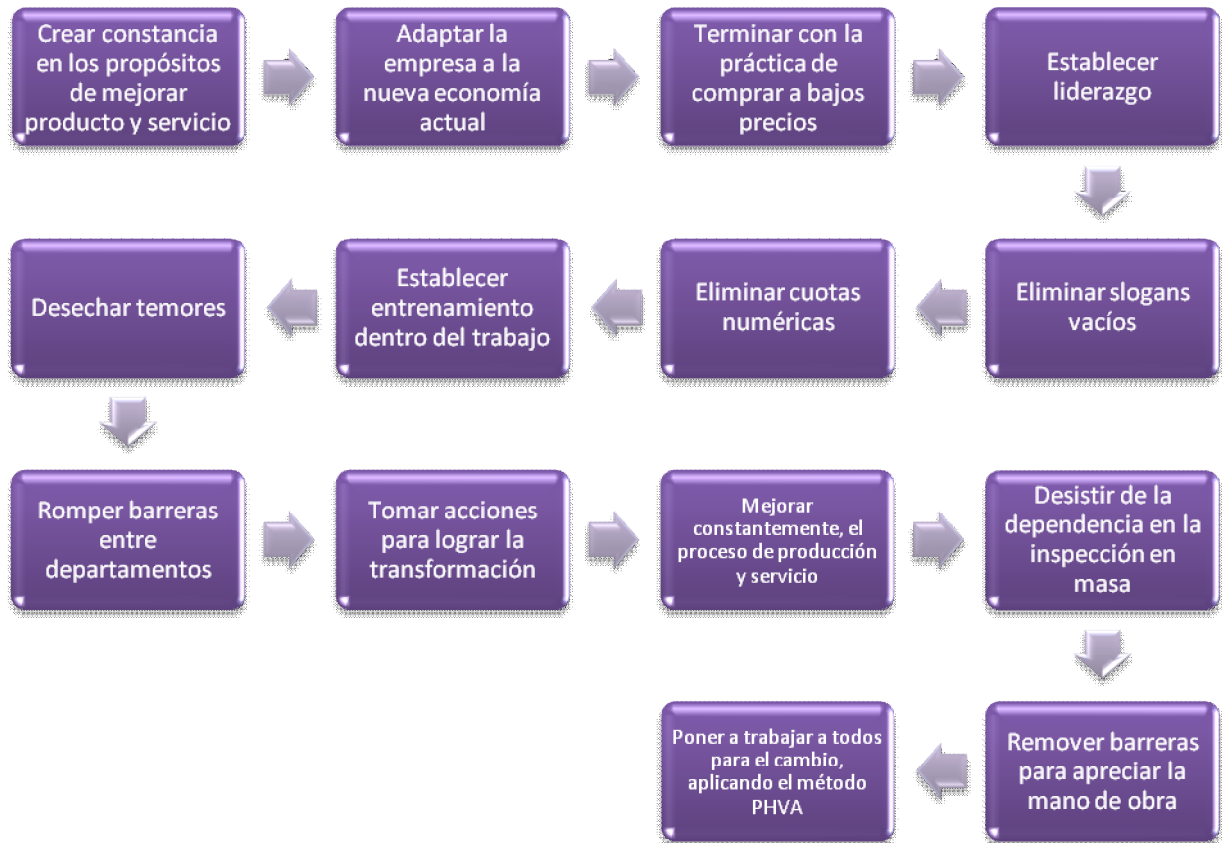 Crear constancia
en los propósitos
de mejorar
producto y servicio
Adaptar la
empresa a la
nueva economía
actual
Terminar con la
práctica de
comprar a bajos
precios
Establecer
liderazgo
Eliminar slogans
vacíos
Eliminar cuotas
numéricas
Establecer
entrenamiento
dentro del trabajo
Desechar temores
Romper barreras
entre
departamentos
Tomar acciones
para lograr la
transformación
Mejorar
constantemente, el
proceso de producción
y servicio
Desistir de la
dependencia en la
inspección en
masa
Remover barreras
para apreciar la
mano de obra
Poner a trabajar a todos
para el cambio,
aplicando el método
PHVA